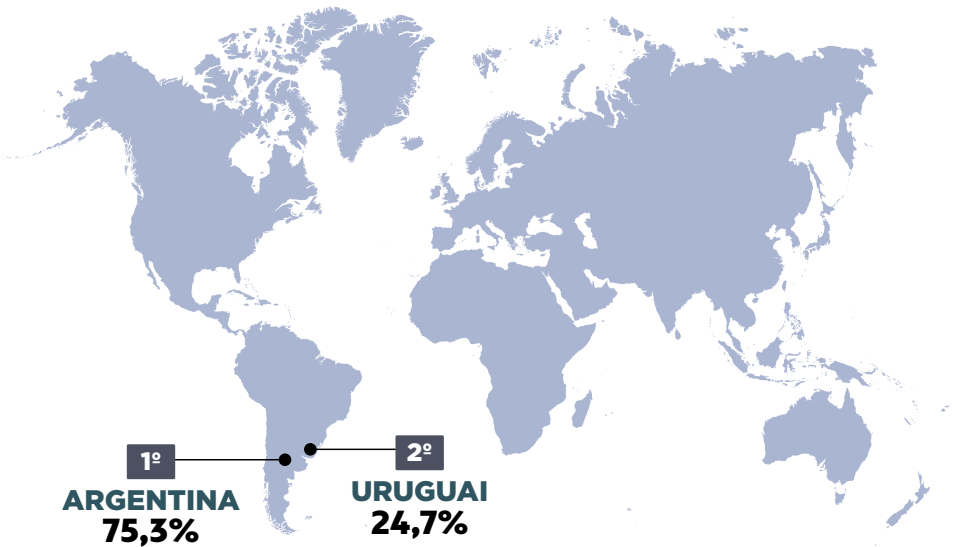 1º
ARGENTINA
75,3%
2º
URUGUAI
24,7%